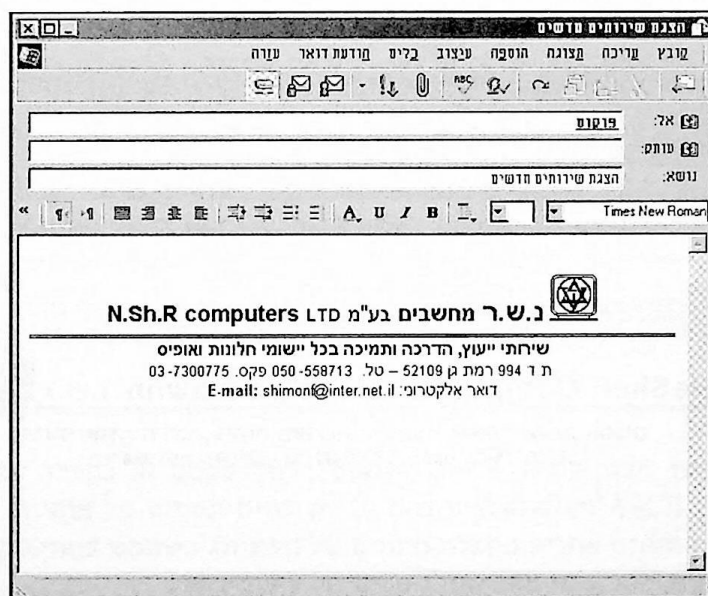 הצגת שירותים חדשים
קובץ עריכה תצוגה הוספה עיצוב כלים הודעת דואר עזרה
אל: פרקום
עותק:
נושא: הצגת שירותים חדשים
Times New Roman B I U A
נ.ש.ר מחשבים בע"מ N.Sh.R computers LTD
שירותי ייעוץ, הדרכה ותמיכה בכל יישומי חלונות ואופיס
ת ד 994 רמת גן 52109 – טל. 050-558713 פקס. 03-7300775
דואר אלקטרוני: E-mail: shimonf@inter.net.il